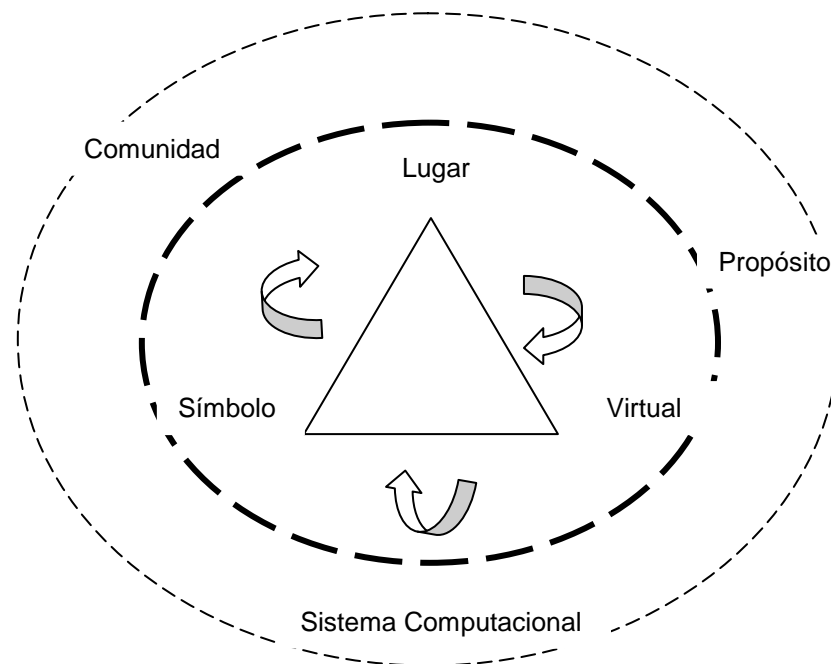 Comunidad
Lugar
Propósito
Símbolo
Virtual
Sistema Computacional